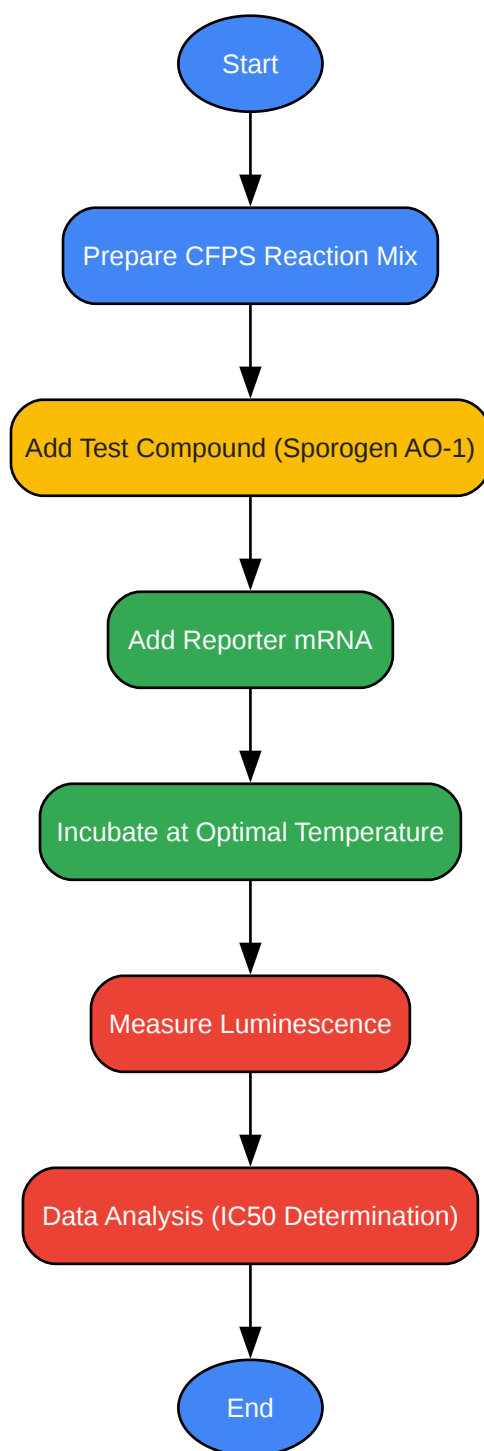 Start
Prepare CFPS Reaction Mix
Add Test Compound (Sporogen AO-1)
Add Reporter mRNA
Incubate at Optimal Temperature
Measure Luminescence
Data Analysis (IC50 Determination)
End